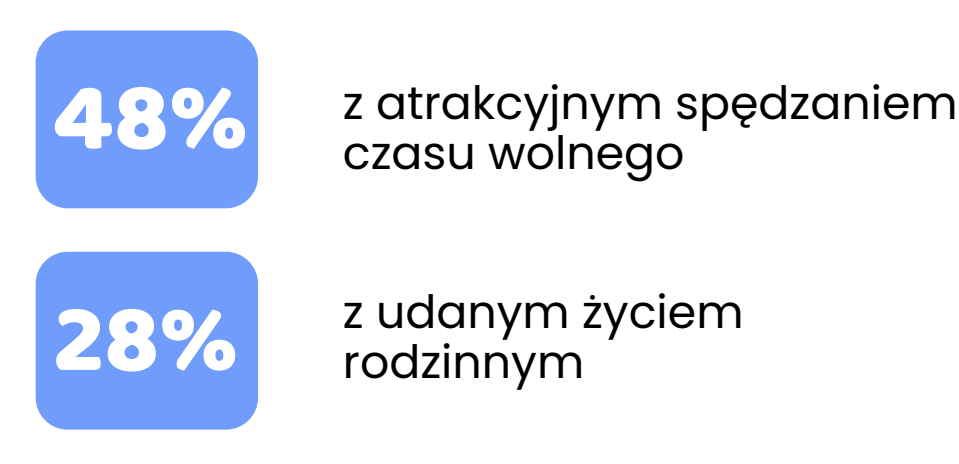 48%
z atrakcyjnym spędzaniem
czasu wolnego
28%
z udanym życiem
rodzinnym